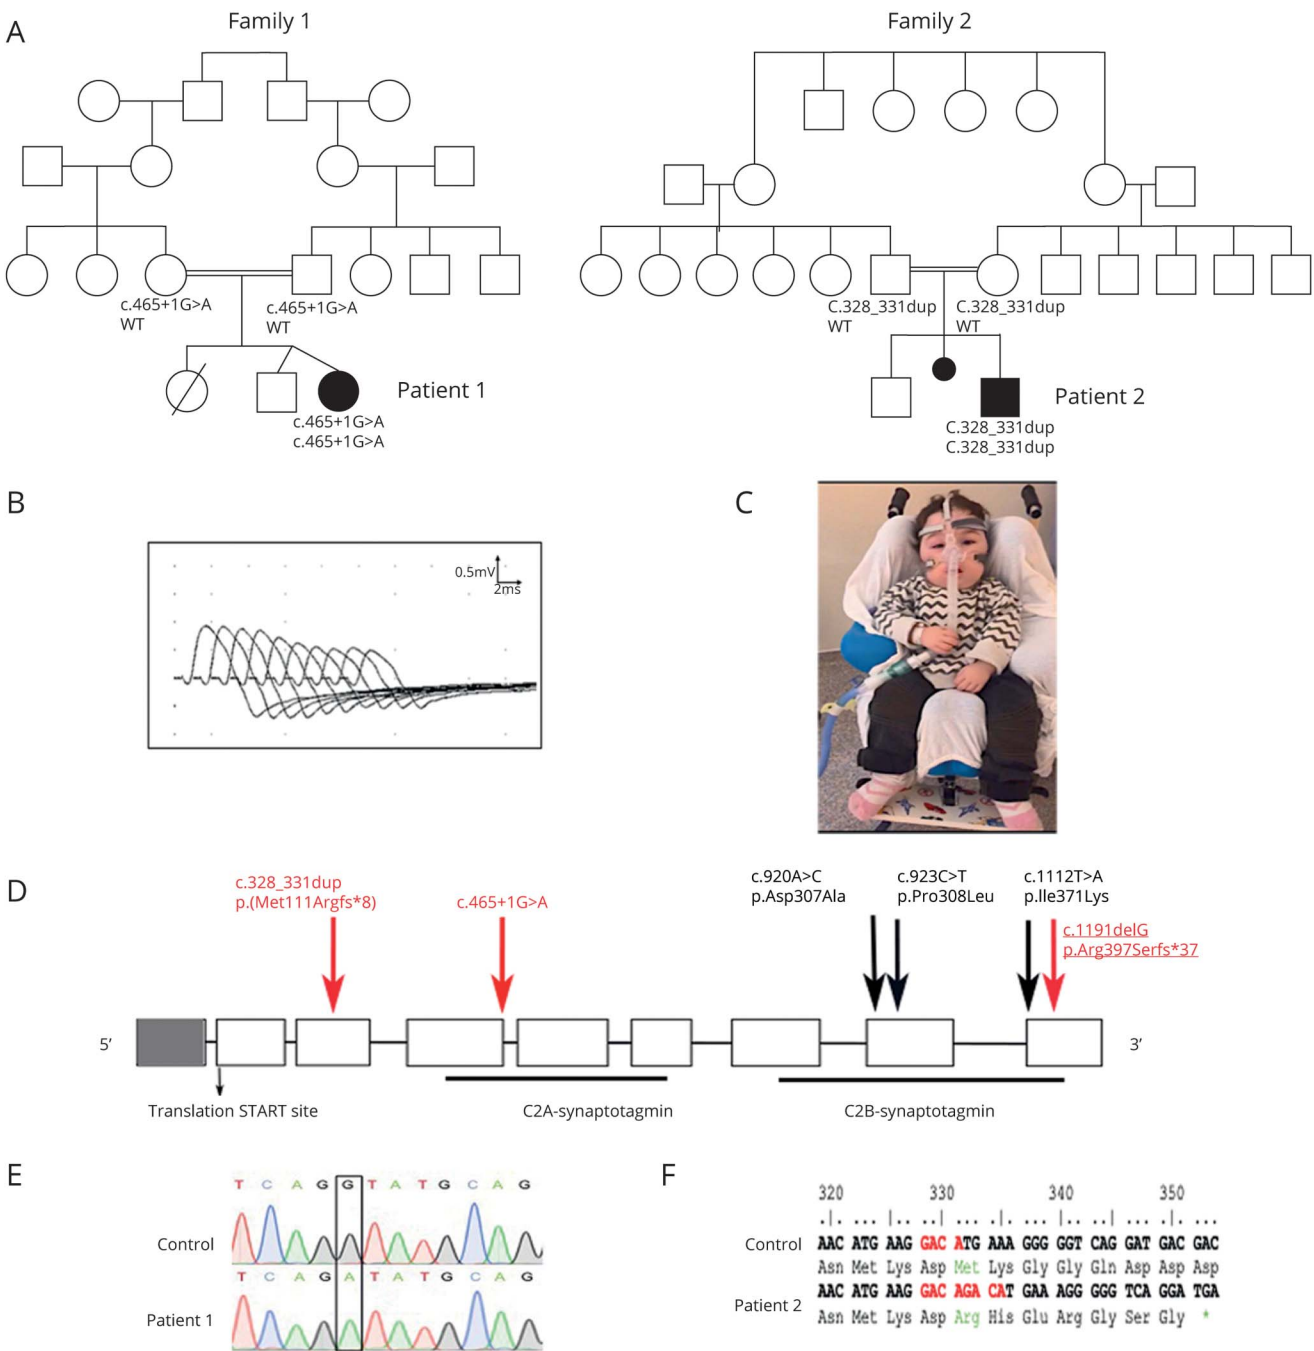 A
Family 1
Family 2
c.465+1G>A
WT
c.465+1G>A
WT
C.328_331dup
WT
C.328_331dup
WT
Patient 1
c.465+1G>A
c.465+1G>A
Patient 2
C.328_331dup
C.328_331dup
B
0.5mV
2ms
C
D
c.328_331dup
p.(Met111Argfs*8)
c.465+1G>A
c.920A>C
p.Asp307Ala
c.923C>T
p.Pro308Leu
c.1112T>A
p.Ile371Lys
c.1191delG
p.Arg397Serfs*37
5’
3’
Translation START site
C2A-synaptotagmin
C2B-synaptotagmin
E
T C A G G T A T G C A G
Control
T C A G A T A T G C A G
Patient 1
F
320 330 340 350
Control AAC ATG AAG GAC ATG AAA GGG GGT CAG GAT GAC GAC
Asn Met Lys Asp Met Lys Gly Gly Gln Asp Asp Asp
Patient 2 AAC ATG AAG GAC AGA CAT GAA AGG GGG TCA GGA TGA
Asn Met Lys Asp Arg His Glu Arg Gly Ser Gly *